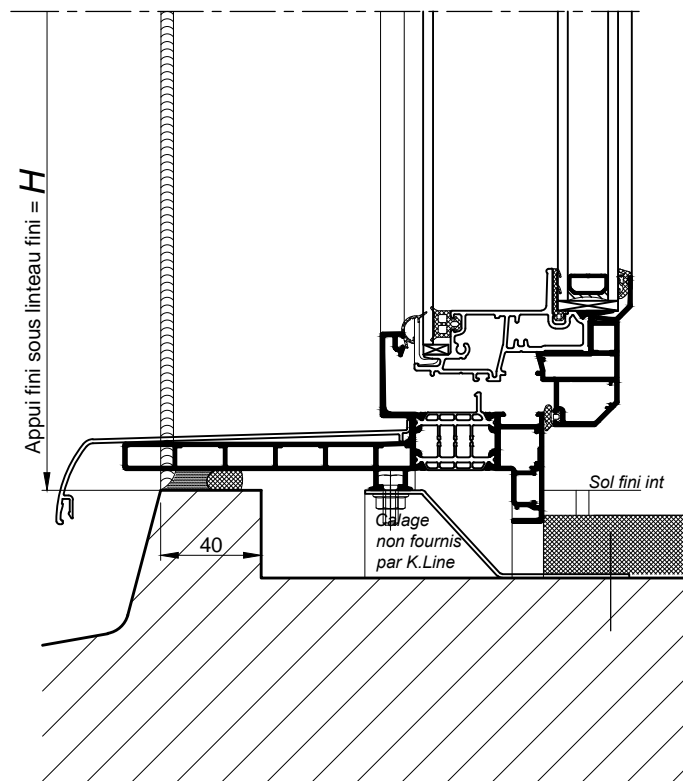 Appui fini sous linteau fini = H
Sol fini int
Calage
non fournis
par K.Line
40